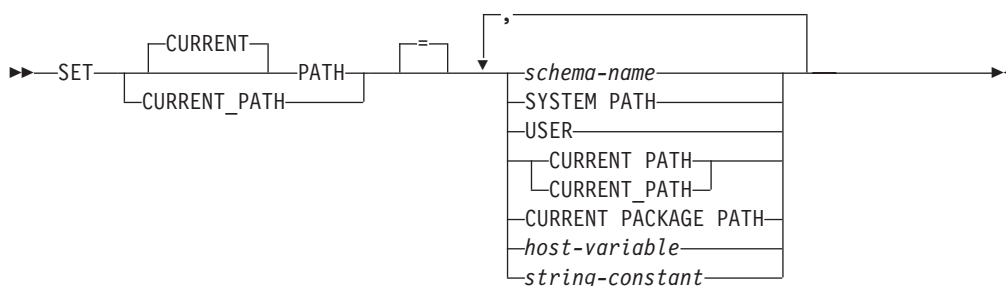 ,
CURRENT =
SET PATH schema-name
CURRENT_PATH SYSTEM PATH
USER
CURRENT PATH
CURRENT_PATH
CURRENT PACKAGE PATH
host-variable
string-constant